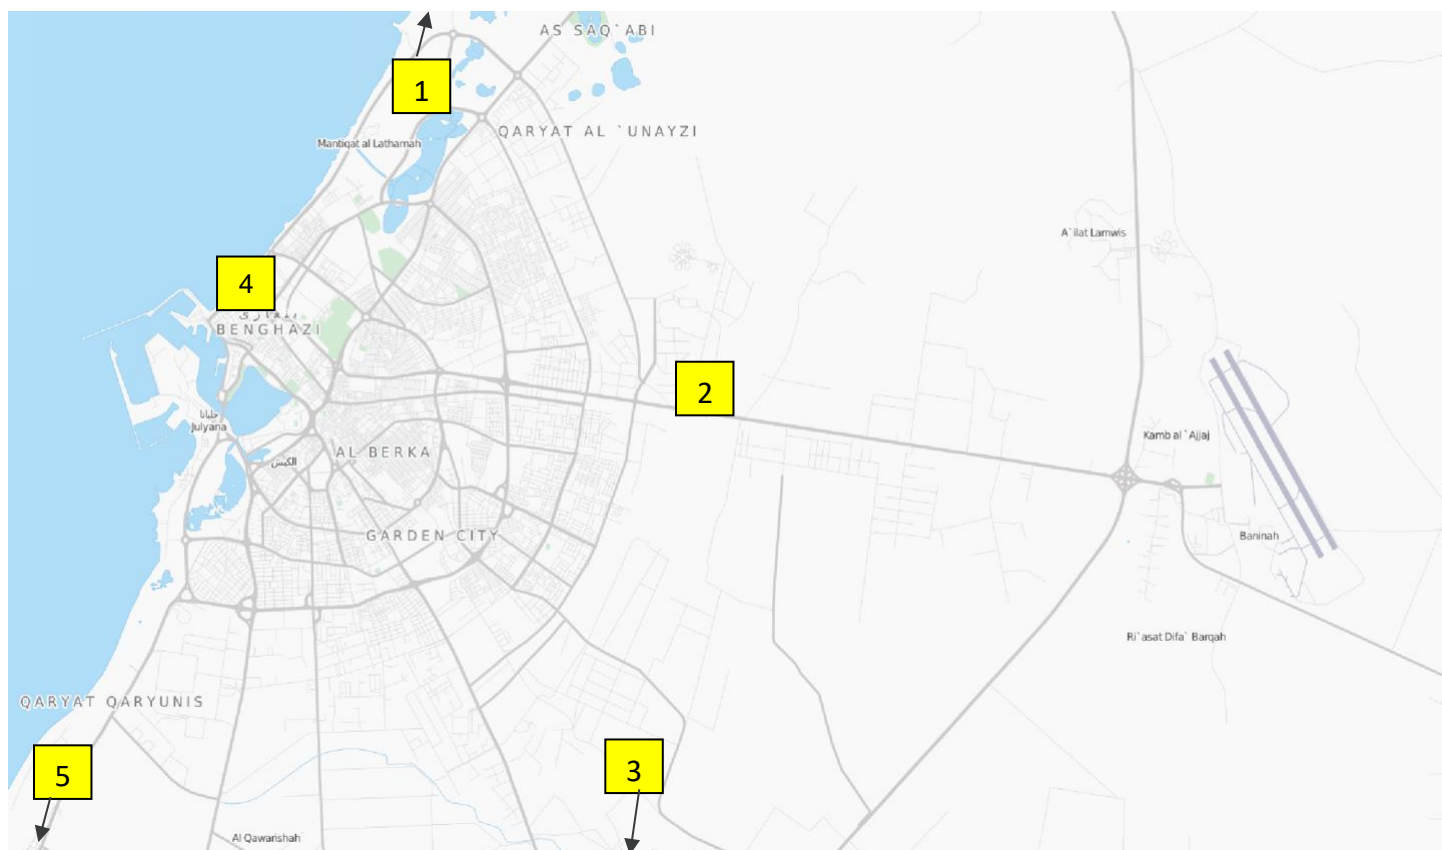 AS SAQ`ABI
1
QARYAT AL `UNAYZI
Mantiqat al Lathamah
A`ilat Lamwis
4
BENGHAZI
2
جليانا
Julyana
Kamb al `Ajjaj
AL BERKA
الكيش
GARDEN CITY
Baninah
Ri`asat Difa` Barqah
QARYAT QARYUNIS
5
3
Al Qawarishah